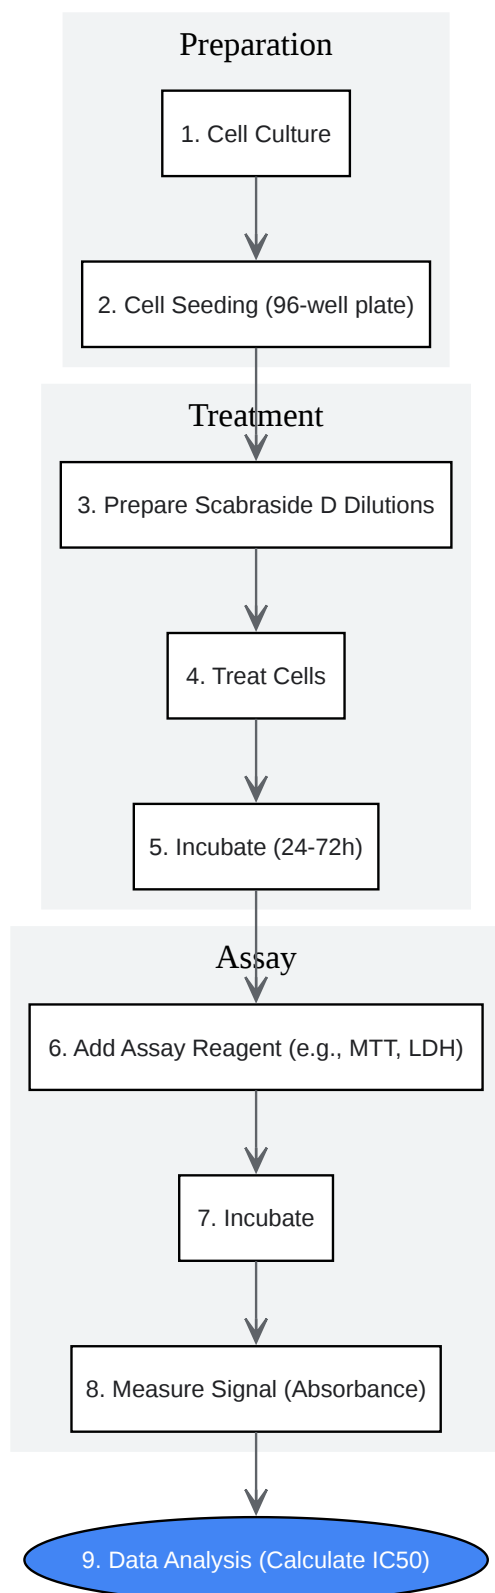 Preparation
1. Cell Culture
2. Cell Seeding (96-well plate)
Treatment
3. Prepare Scabraside D Dilutions
4. Treat Cells
5. Incubate (24-72h)
Assay
6. Add Assay Reagent (e.g., MTT, LDH)
7. Incubate
8. Measure Signal (Absorbance)
9. Data Analysis (Calculate IC50)